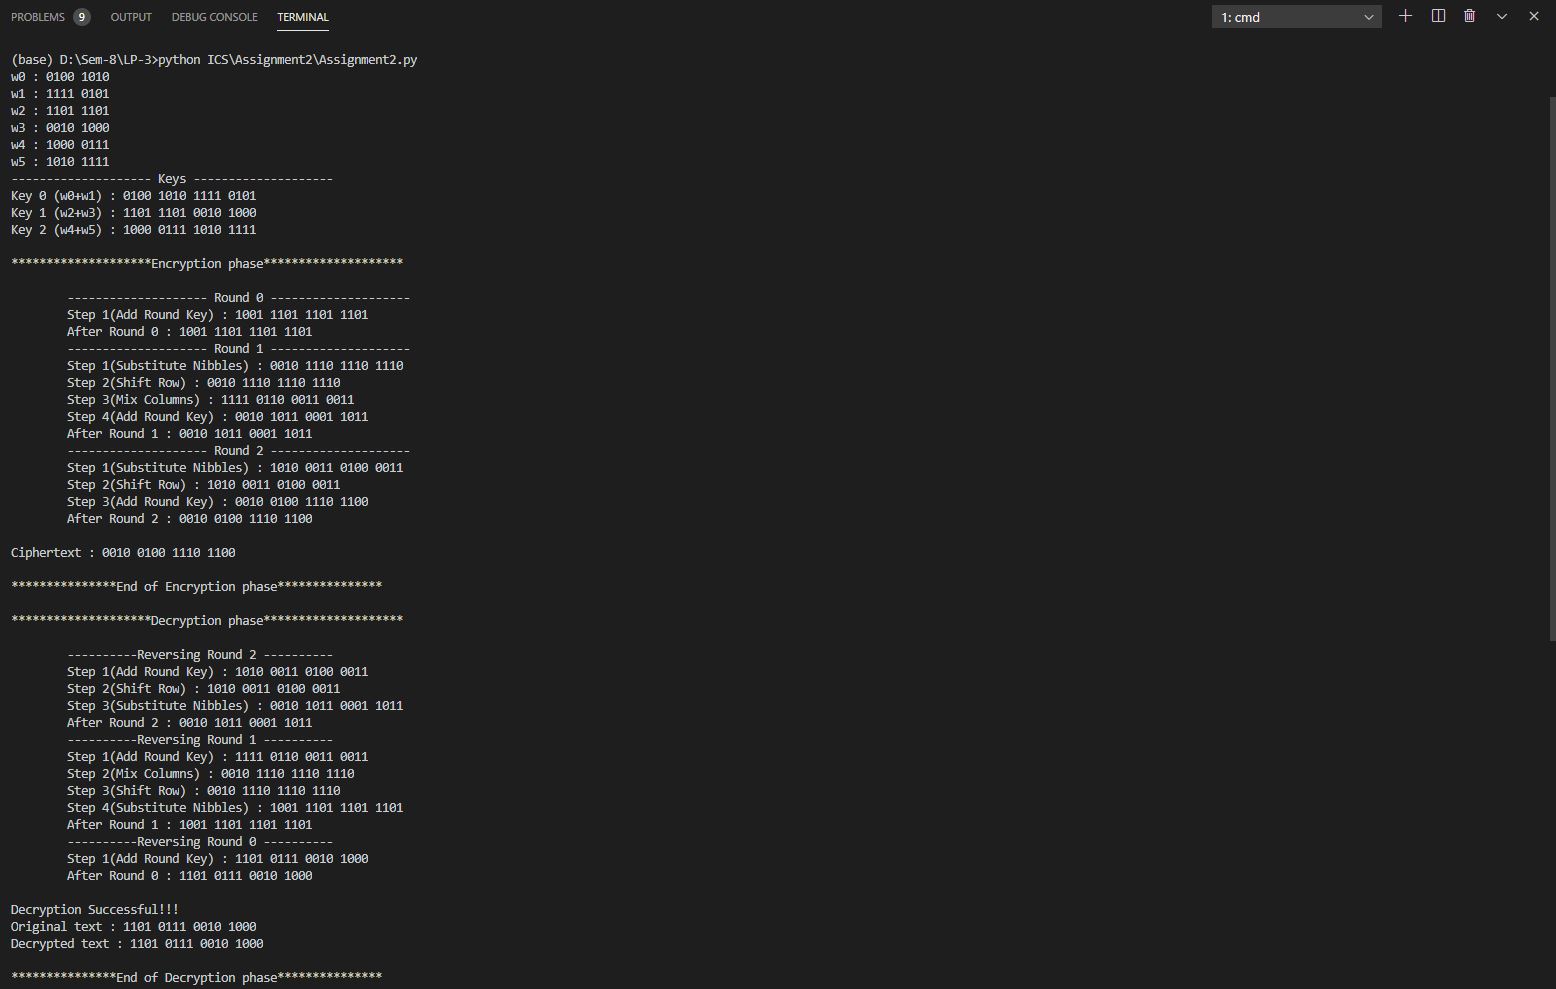 PROBLEMS 9 OUTPUT DEBUG CONSOLE TERMINAL 1: cmd
(base) D:\Sem-8\LP-3>python ICS\Assignment2\Assignment2.py
w0 : 0100 1010
w1 : 1111 0101
w2 : 1101 1101
w3 : 0010 1000
w4 : 1000 0111
w5 : 1010 1111
-------------------- Keys --------------------
Key 0 (w0+w1) : 0100 1010 1111 0101
Key 1 (w2+w3) : 1101 1101 0010 1000
Key 2 (w4+w5) : 1000 0111 1010 1111
********************Encryption phase********************
-------------------- Round 0 --------------------
Step 1(Add Round Key) : 1001 1101 1101 1101
After Round 0 : 1001 1101 1101 1101
-------------------- Round 1 --------------------
Step 1(Substitute Nibbles) : 0010 1110 1110 1110
Step 2(Shift Row) : 0010 1110 1110 1110
Step 3(Mix Columns) : 1111 0110 0011 0011
Step 4(Add Round Key) : 0010 1011 0001 1011
After Round 1 : 0010 1011 0001 1011
-------------------- Round 2 --------------------
Step 1(Substitute Nibbles) : 1010 0011 0100 0011
Step 2(Shift Row) : 1010 0011 0100 0011
Step 3(Add Round Key) : 0010 0100 1110 1100
After Round 2 : 0010 0100 1110 1100
Ciphertext : 0010 0100 1110 1100
***************End of Encryption phase***************
********************Decryption phase********************
----------Reversing Round 2 ----------
Step 1(Add Round Key) : 1010 0011 0100 0011
Step 2(Shift Row) : 1010 0011 0100 0011
Step 3(Substitute Nibbles) : 0010 1011 0001 1011
After Round 2 : 0010 1011 0001 1011
----------Reversing Round 1 ----------
Step 1(Add Round Key) : 1111 0110 0011 0011
Step 2(Mix Columns) : 0010 1110 1110 1110
Step 3(Shift Row) : 0010 1110 1110 1110
Step 4(Substitute Nibbles) : 1001 1101 1101 1101
After Round 1 : 1001 1101 1101 1101
----------Reversing Round 0 ----------
Step 1(Add Round Key) : 1101 0111 0010 1000
After Round 0 : 1101 0111 0010 1000
Decryption Successful!!!
Original text : 1101 0111 0010 1000
Decrypted text : 1101 0111 0010 1000
***************End of Decryption phase***************